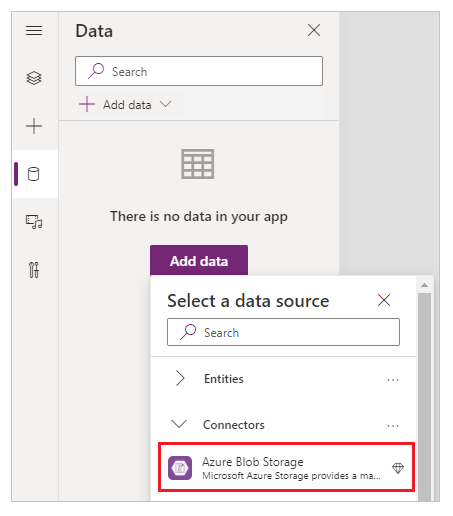 Data
Search
Add data
There is no data in your app
Add data
Select a data source
Search
Entities
...
Connectors
...
Azure Blob Storage
Microsoft Azure Storage provides a ma...